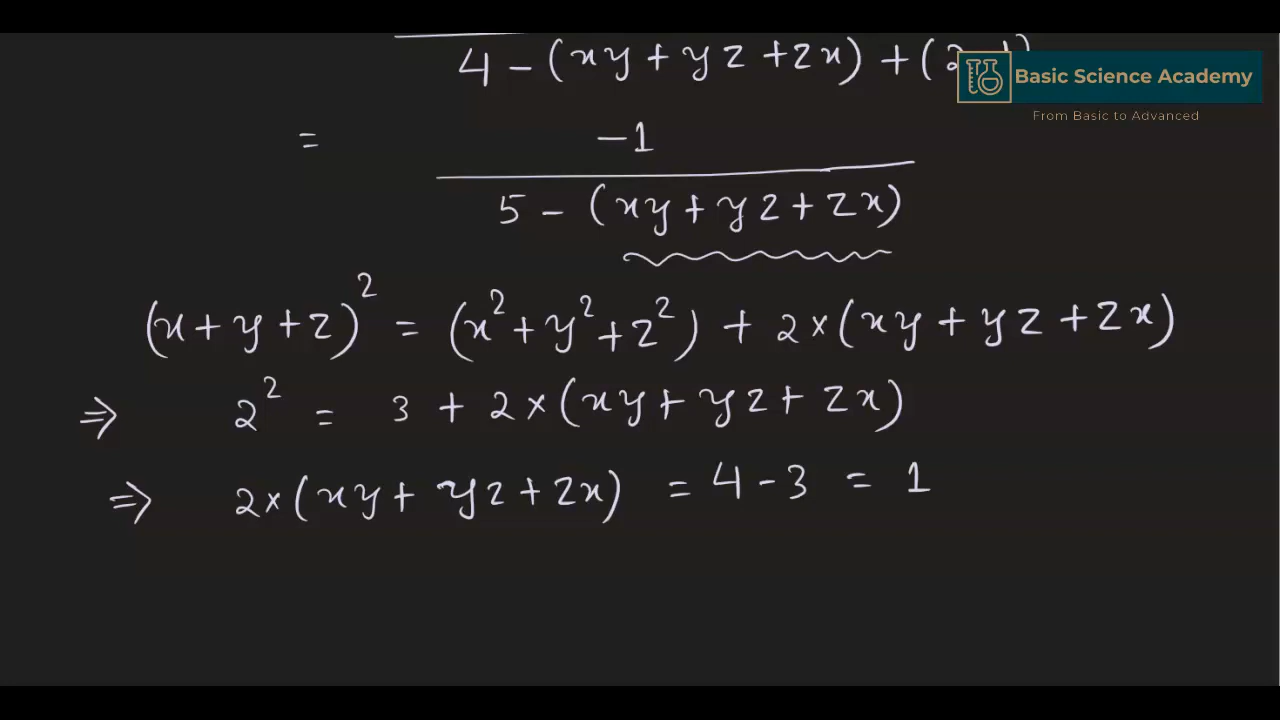 4 - (xy + yz + zx) + (
Basic Science Academy
From Basic to Advanced
= -1
5 - (xy + yz + zx)
(x + y + z)² = (x² + y² + z²) + 2 × (xy + yz + zx)
⇒ 2² = 3 + 2 × (xy + yz + zx)
⇒ 2 × (xy + yz + zx) = 4 - 3 = 1